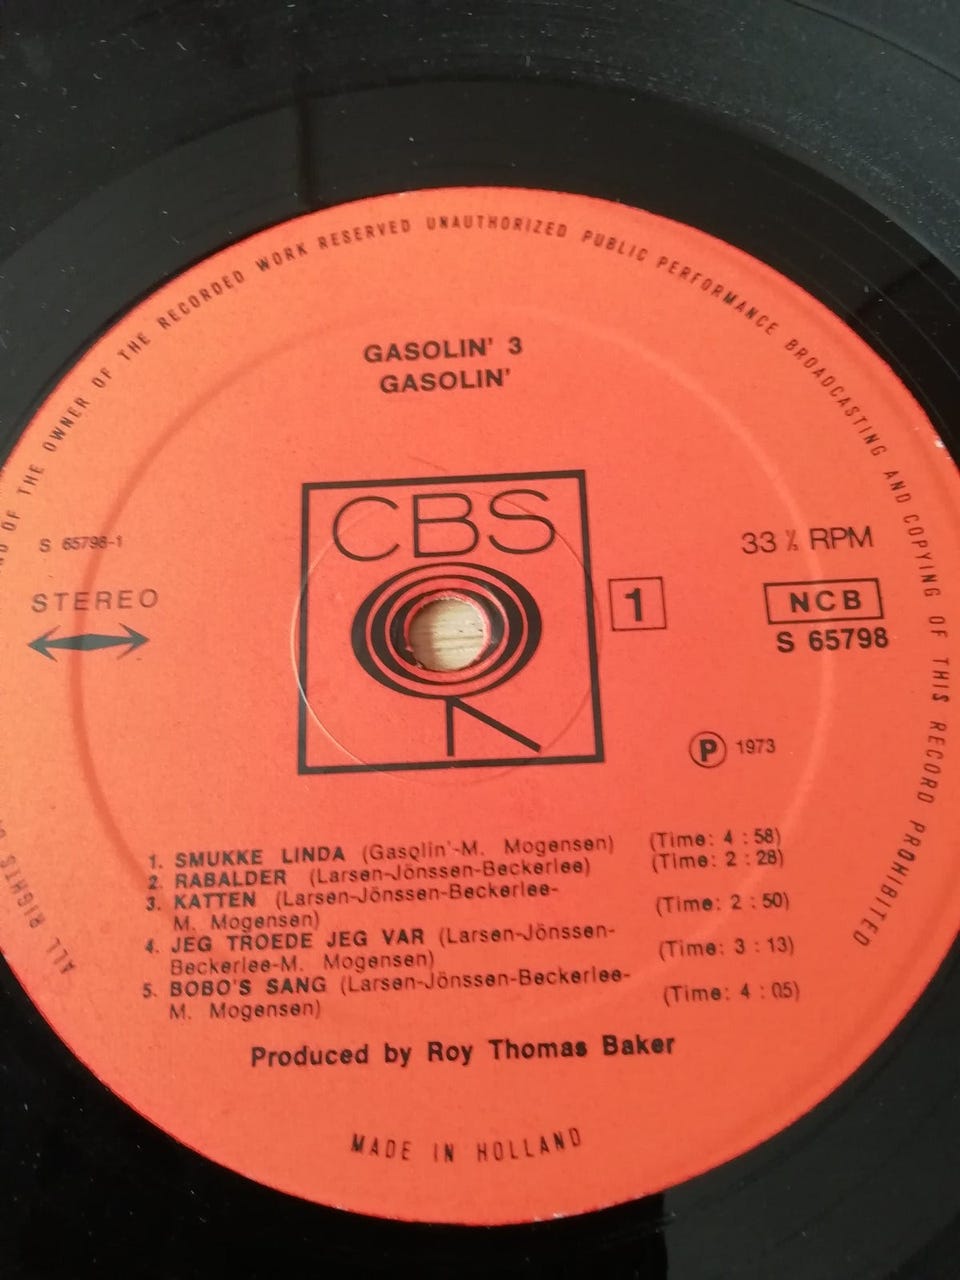 ALL RIGHTS
OF THE OWNER OF THE RECORDED WORK RESERVED UNAUTHORIZED PUBLIC PERFORMANCE BROADCASTING AND COPYING OF THIS RECORD PROHIBITED
GASOLIN' 3
GASOLIN'
CBS
S 65798-1
STEREO
1
33 ⅓ RPM
NCB
S 65798
P 1973
1. SMUKKE LINDA (Gasolin'-M. Mogensen) (Time: 4 : 58)
2. RABALDER (Larsen-Jönssen-Beckerlee) (Time: 2 : 28)
3. KATTEN (Larsen-Jönssen-Beckerlee-
M. Mogensen) (Time: 2 : 50)
4. JEG TROEDE JEG VAR (Larsen-Jönssen-
Beckerlee-M. Mogensen) (Time: 3 : 13)
5. BOBO'S SANG (Larsen-Jönssen-Beckerlee-
M. Mogensen) (Time: 4 : 05)
Produced by Roy Thomas Baker
MADE IN HOLLAND